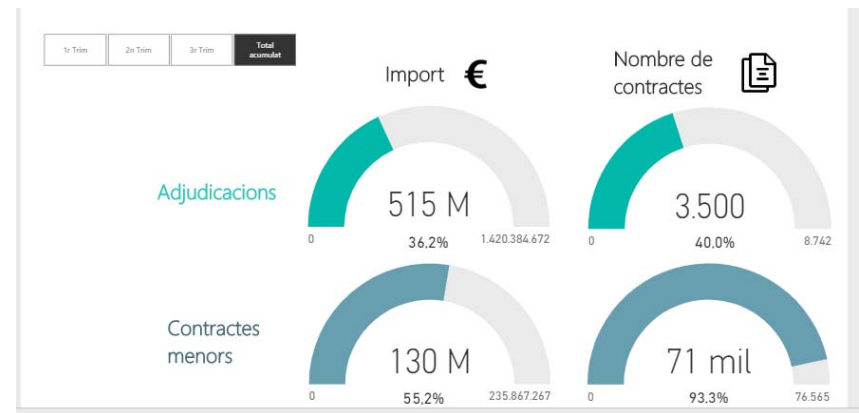 1r Trim
2n Trim
3r Trim
Total
acumulat
Import €
Nombre de
contractes
Adjudicacions
515 M
0
36,2%
1.420.384.672
3.500
0
40,0%
8.742
Contractes
menors
130 M
0
55,2%
235.867.267
71 mil
0
93,3%
76.565